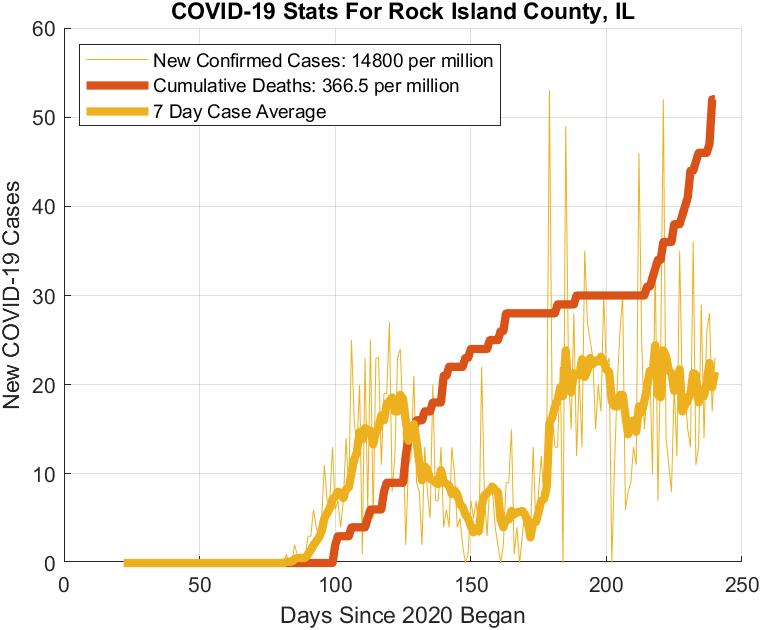 COVID-19 Stats For Rock Island County, IL
New Confirmed Cases: 14800 per million
Cumulative Deaths: 366.5 per million
7 Day Case Average
60
50
40
30
20
10
0
New COVID-19 Cases
0 50 100 150 200 250
Days Since 2020 Began